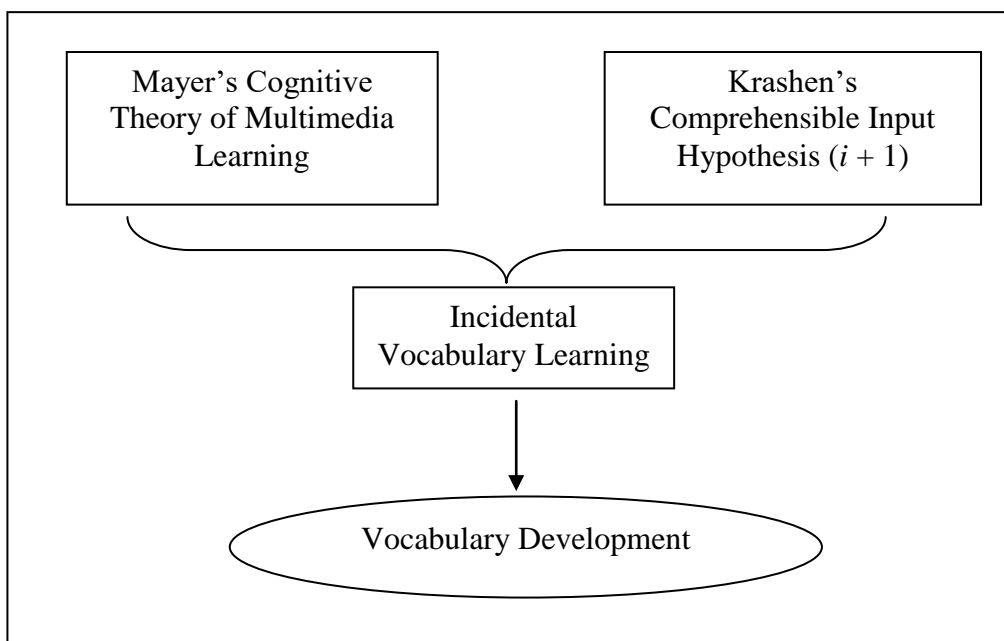 Mayer’s Cognitive
Theory of Multimedia
Learning
Krashen’s
Comprehensible Input
Hypothesis (i + 1)
Incidental
Vocabulary Learning
Vocabulary Development